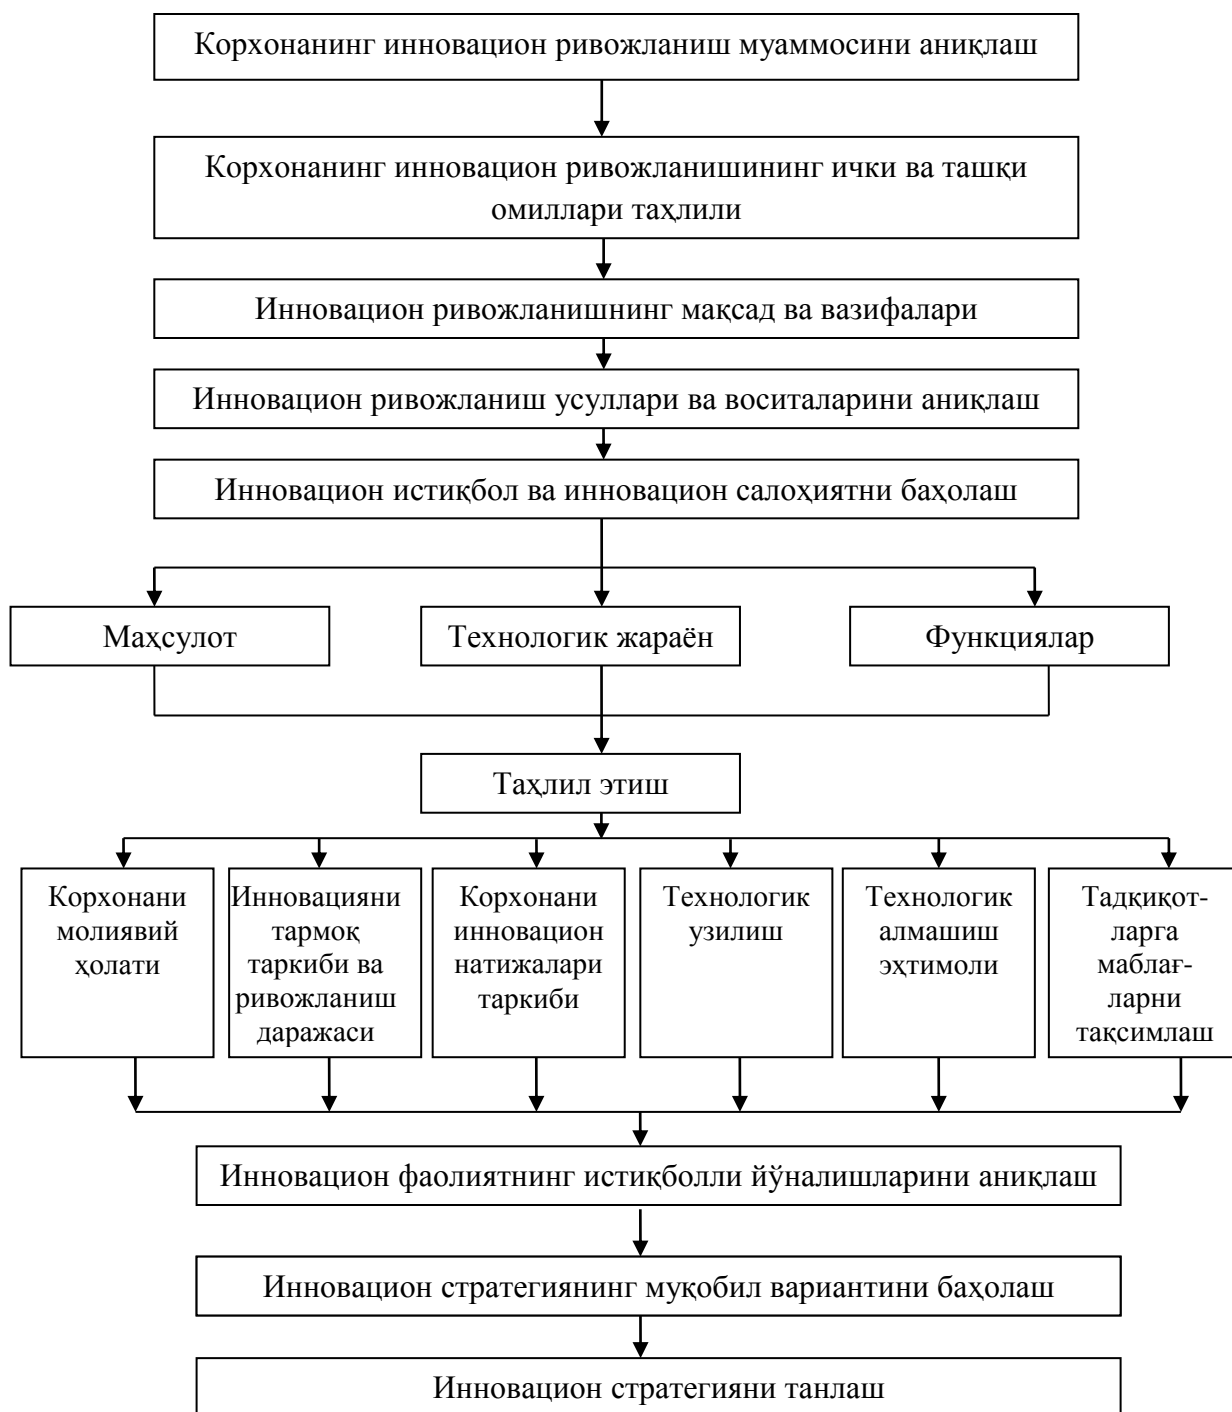 Корхонанинг инновацион ривожланиш муаммосини аниқлаш
Корхонанинг инновацион ривожланишининг ички ва ташқи
омиллари таҳлили
Инновацион ривожланишнинг мақсад ва вазифалари
Инновацион ривожланиш усуллари ва воситаларини аниқлаш
Инновацион истиқбол ва инновацион салоҳиятни баҳолаш
Маҳсулот
Технологик жараён
Функциялар
Таҳлил этиш
Корхонани
молиявий
ҳолати
Инновацияни
тармоқ
таркиби ва
ривожланиш
даражаси
Корхонани
инновацион
натижалари
таркиби
Технологик
узилиш
Технологик
алмашиш
эҳтимоли
Тадқиқот-
ларга
маблағ-
ларни
тақсимлаш
Инновацион фаолиятнинг истиқболли йўналишларини аниқлаш
Инновацион стратегиянинг муқобил вариантини баҳолаш
Инновацион стратегияни танлаш